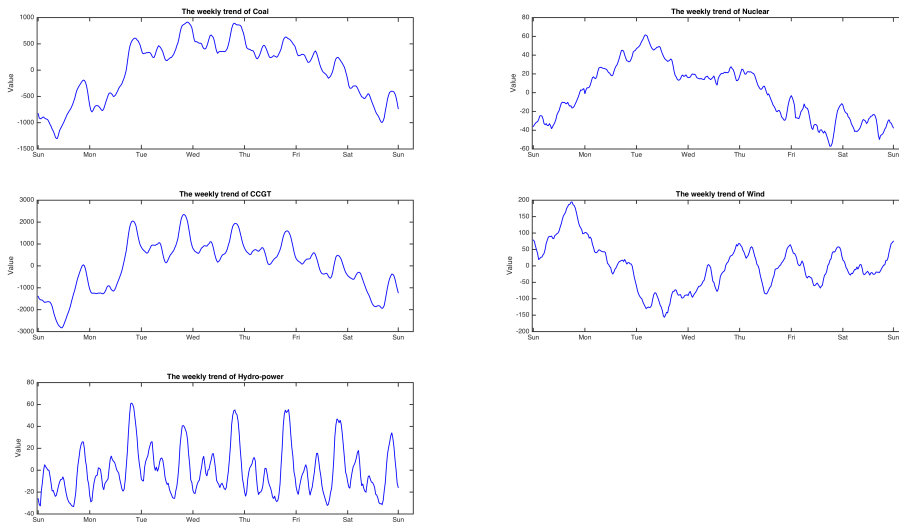 The weekly trend of Coal
1000
500
0
-500
-1000
-1500
Value
Sun Mon Tue Wed Thu Fri Sat Sun
The weekly trend of Nuclear
80
60
40
20
0
-20
-40
-60
Value
Sun Mon Tue Wed Thu Fri Sat Sun
The weekly trend of CCGT
3000
2000
1000
0
-1000
-2000
-3000
Value
Sun Mon Tue Wed Thu Fri Sat Sun
The weekly trend of Wind
200
150
100
50
0
-50
-100
-150
-200
Value
Sun Mon Tue Wed Thu Fri Sat Sun
The weekly trend of Hydro-power
80
60
40
20
0
-20
-40
Value
Sun Mon Tue Wed Thu Fri Sat Sun